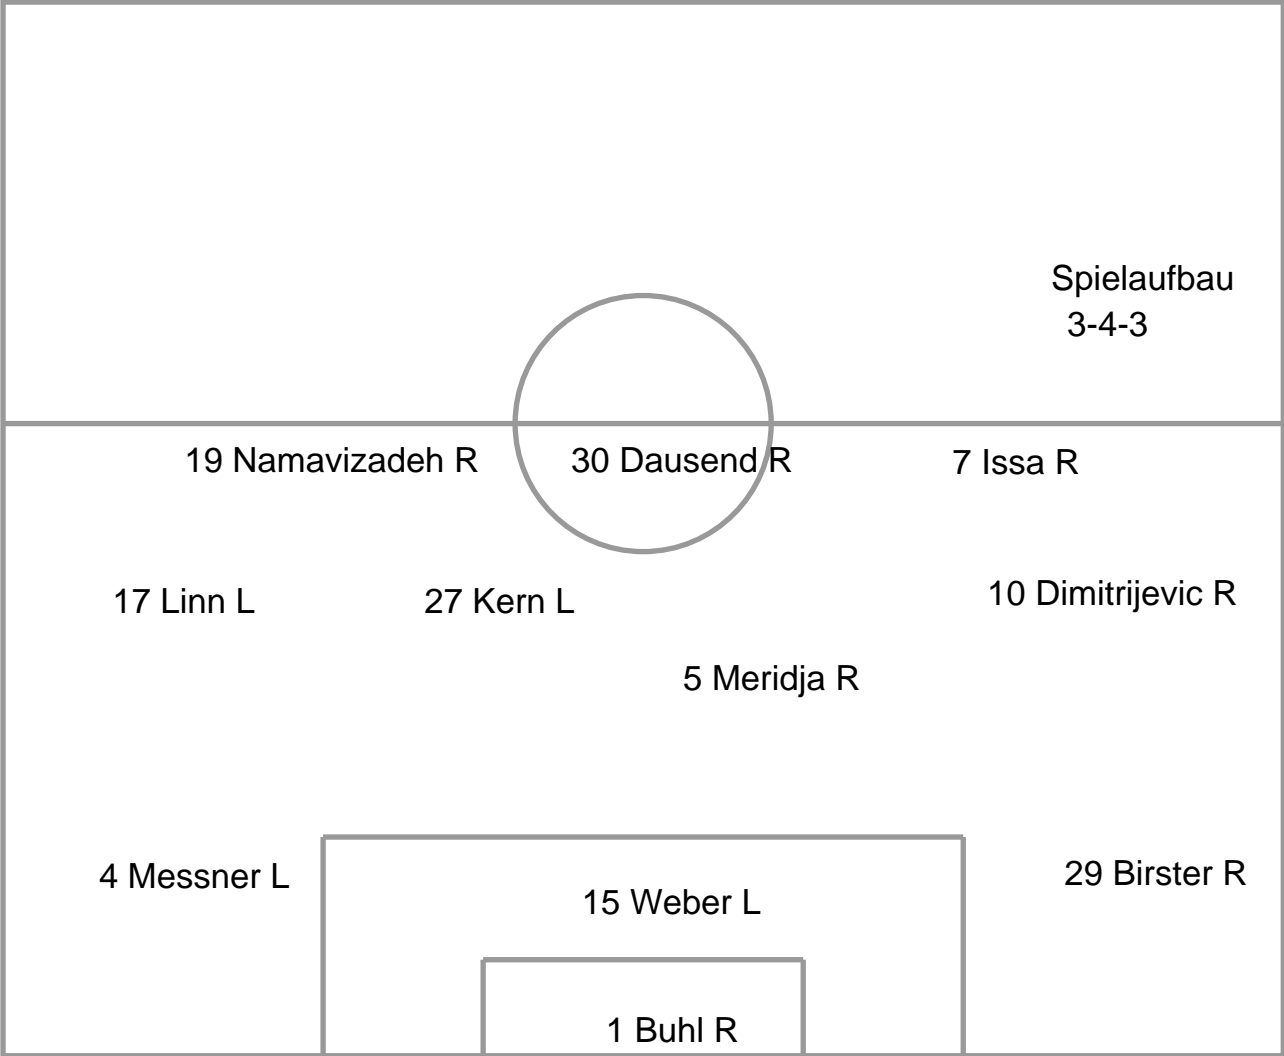 Spielaufbau
3-4-3
19 Namavizadeh R
30 Dausend R
7 Issa R
17 Linn L
27 Kern L
10 Dimitrijevic R
5 Meridja R
4 Messner L
29 Birster R
15 Weber L
1 Buhl R